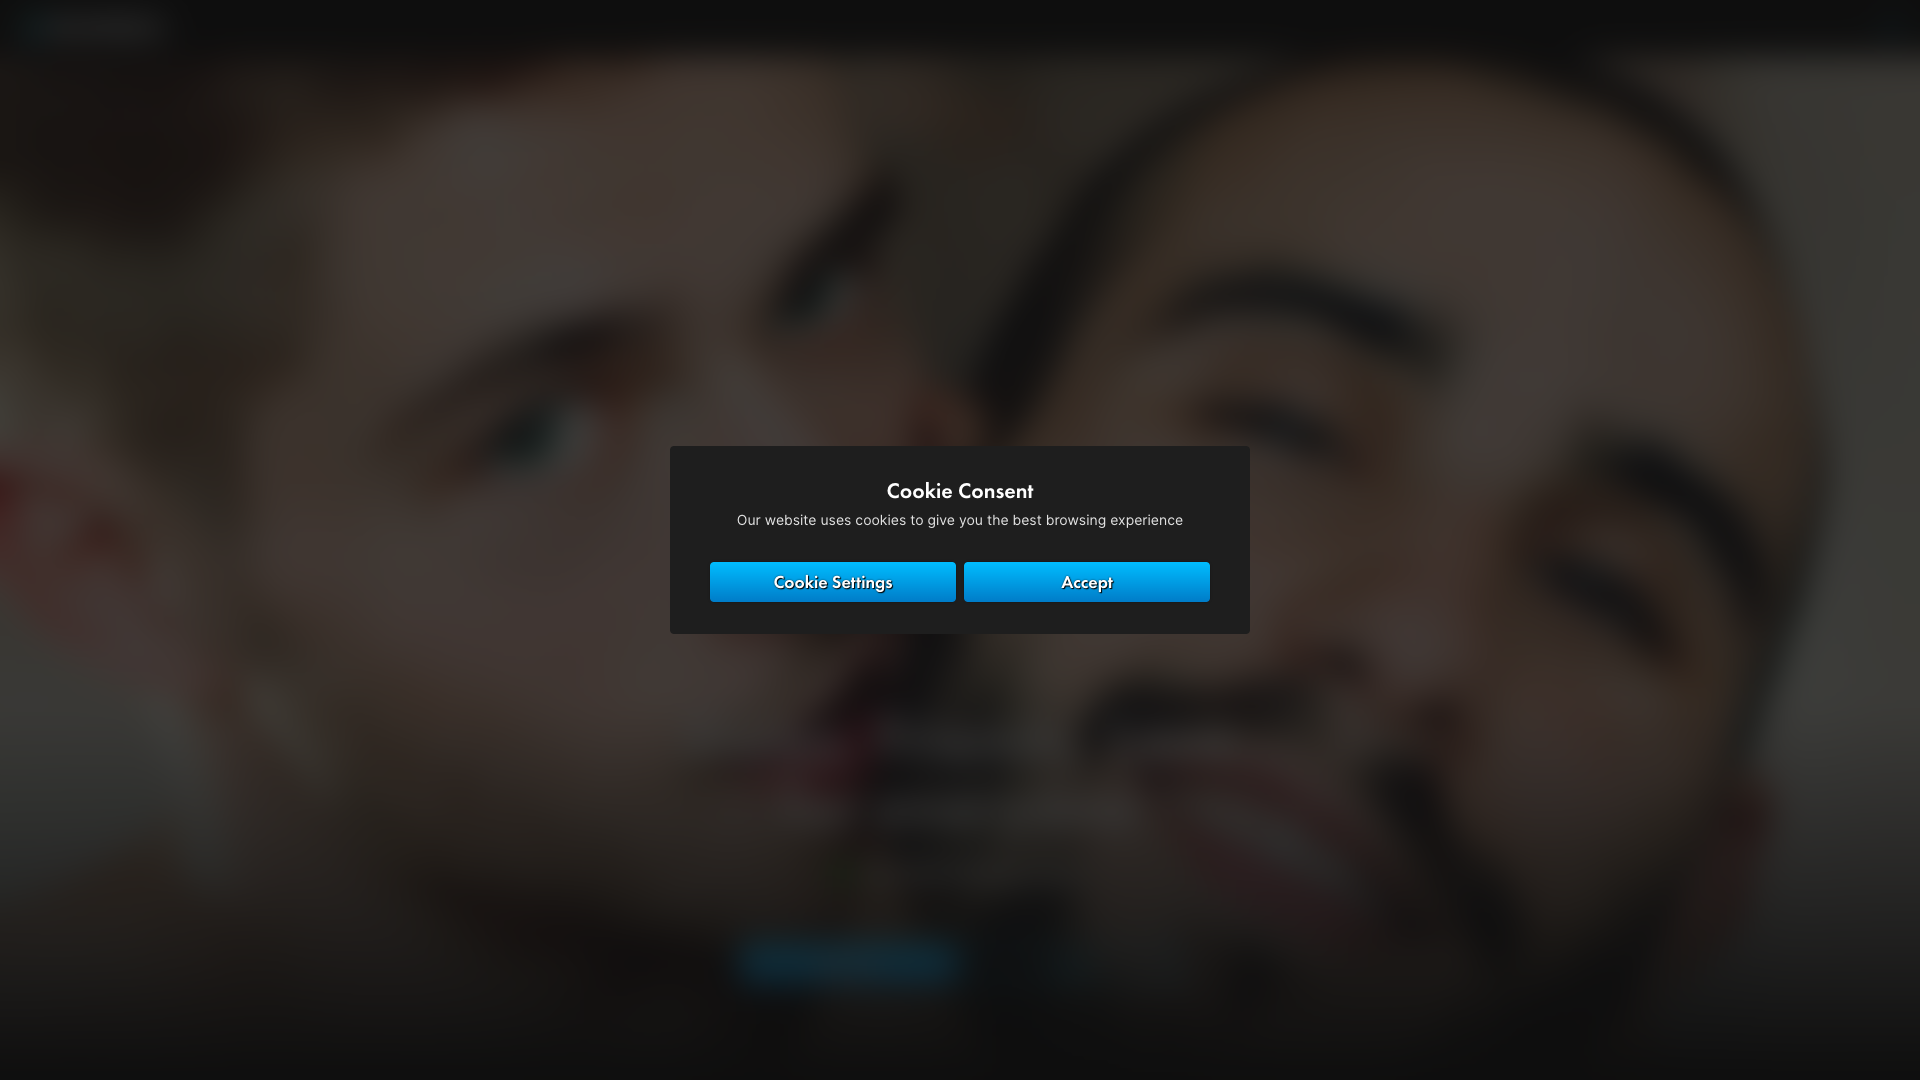 Cookie Consent
Our website uses cookies to give you the best browsing experience
Cookie Settings
Accept